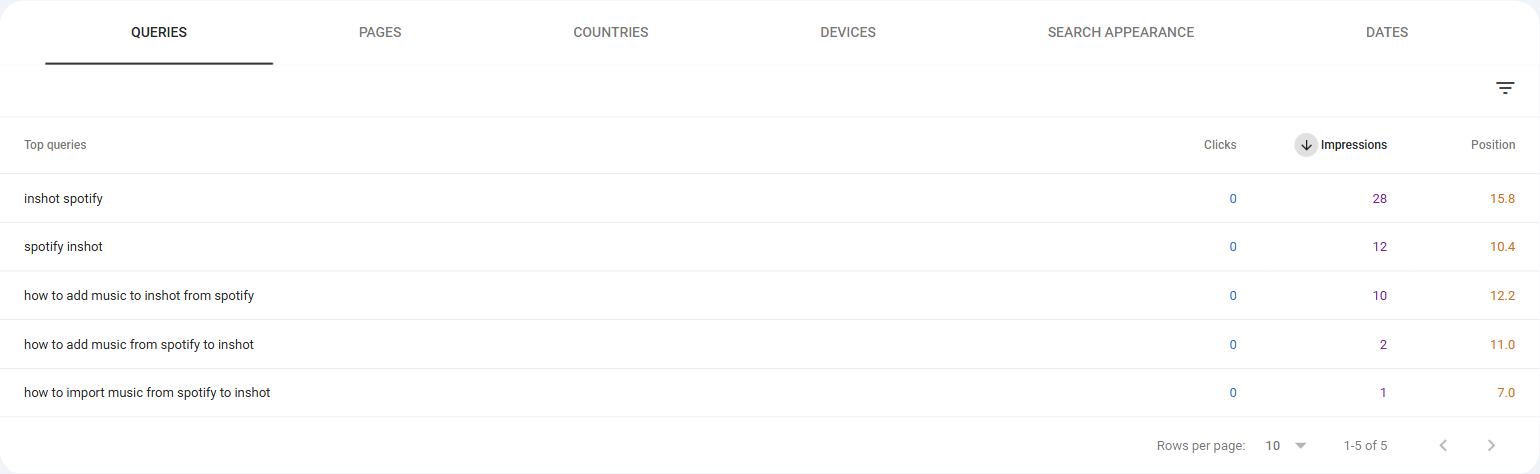 QUERIES PAGES COUNTRIES DEVICES SEARCH APPEARANCE DATES
Top queries Clicks Impressions Position
inshot spotify 0 28 15.8
spotify inshot 0 12 10.4
how to add music to inshot from spotify 0 10 12.2
how to add music from spotify to inshot 0 2 11.0
how to import music from spotify to inshot 0 1 7.0
Rows per page: 10 1-5 of 5